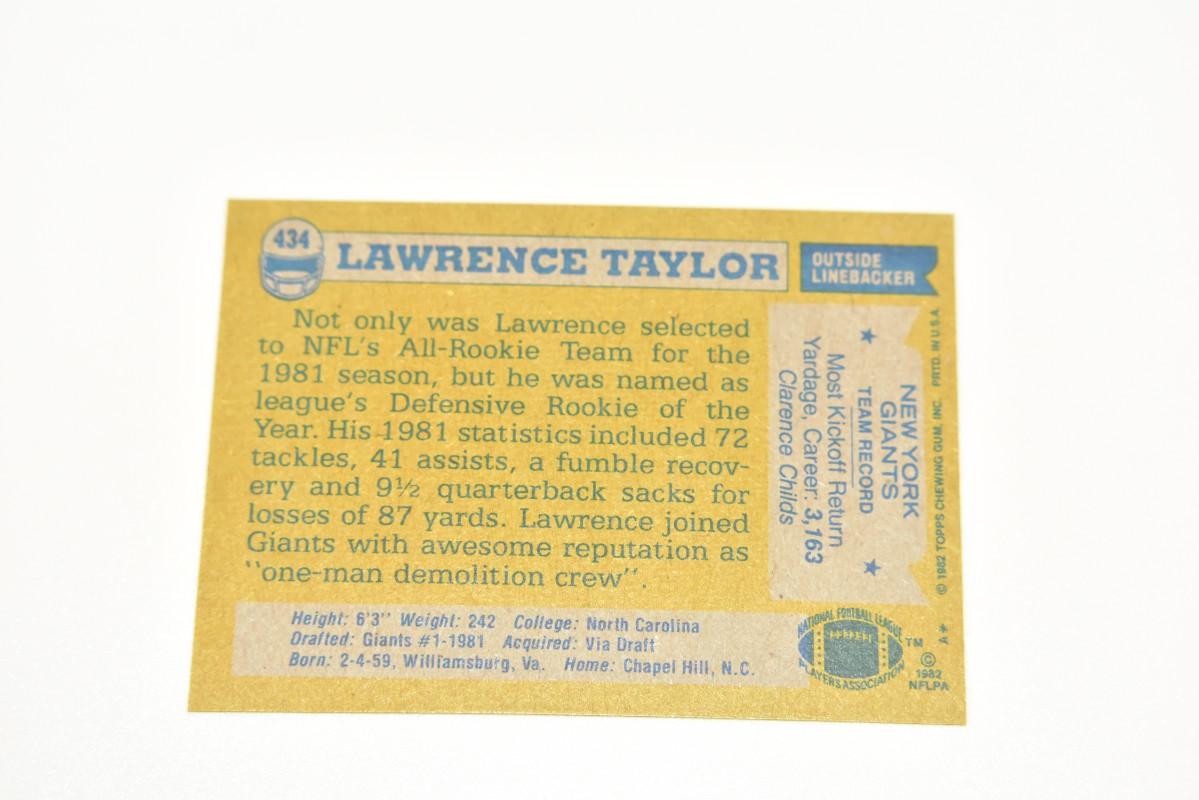 434
LAWRENCE TAYLOR
OUTSIDE
LINEBACKER
Not only was Lawrence selected
to NFL's All-Rookie Team for the
1981 season, but he was named as
league's Defensive Rookie of the
Year. His 1981 statistics included 72
tackles, 41 assists, a fumble recov-
ery and 9½ quarterback sacks for
losses of 87 yards. Lawrence joined
Giants with awesome reputation as
"one-man demolition crew".
NEW YORK
GIANTS
★ TEAM RECORD ★
Most Kickoff Return
Yardage, Career: 3,163
Clarence Childs
© 1982 TOPPS CHEWING GUM, INC. PRTD. IN U.S.A.
Height: 6'3" Weight: 242 College: North Carolina
Drafted: Giants #1-1981 Acquired: Via Draft
Born: 2-4-59, Williamsburg, Va. Home: Chapel Hill, N.C.
NATIONAL FOOTBALL LEAGUE
PLAYERS ASSOCIATION
TM
A*
©
1982
NFLPA